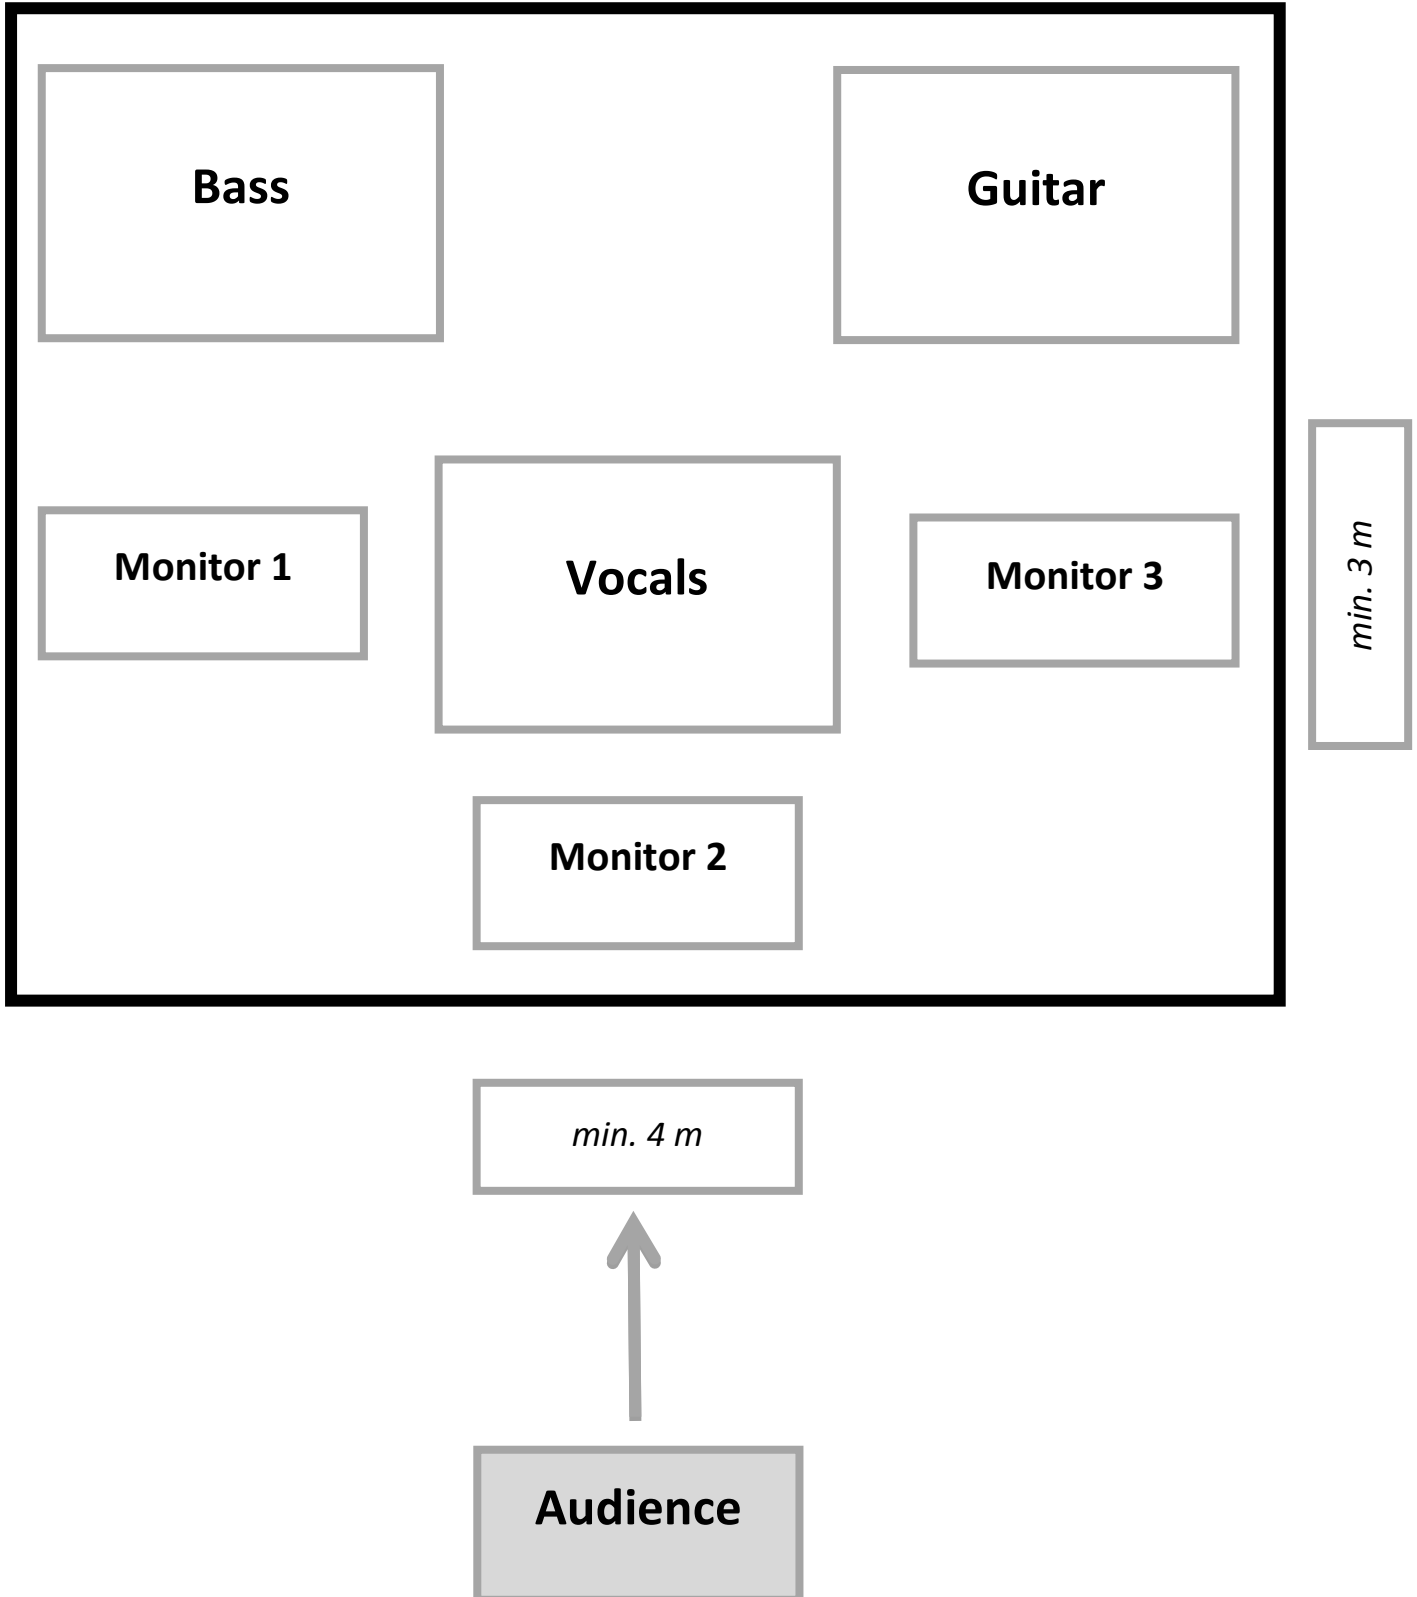 Bass
Guitar
Monitor 1
Vocals
Monitor 3
min. 3 m
Monitor 2
min. 4 m
Audience